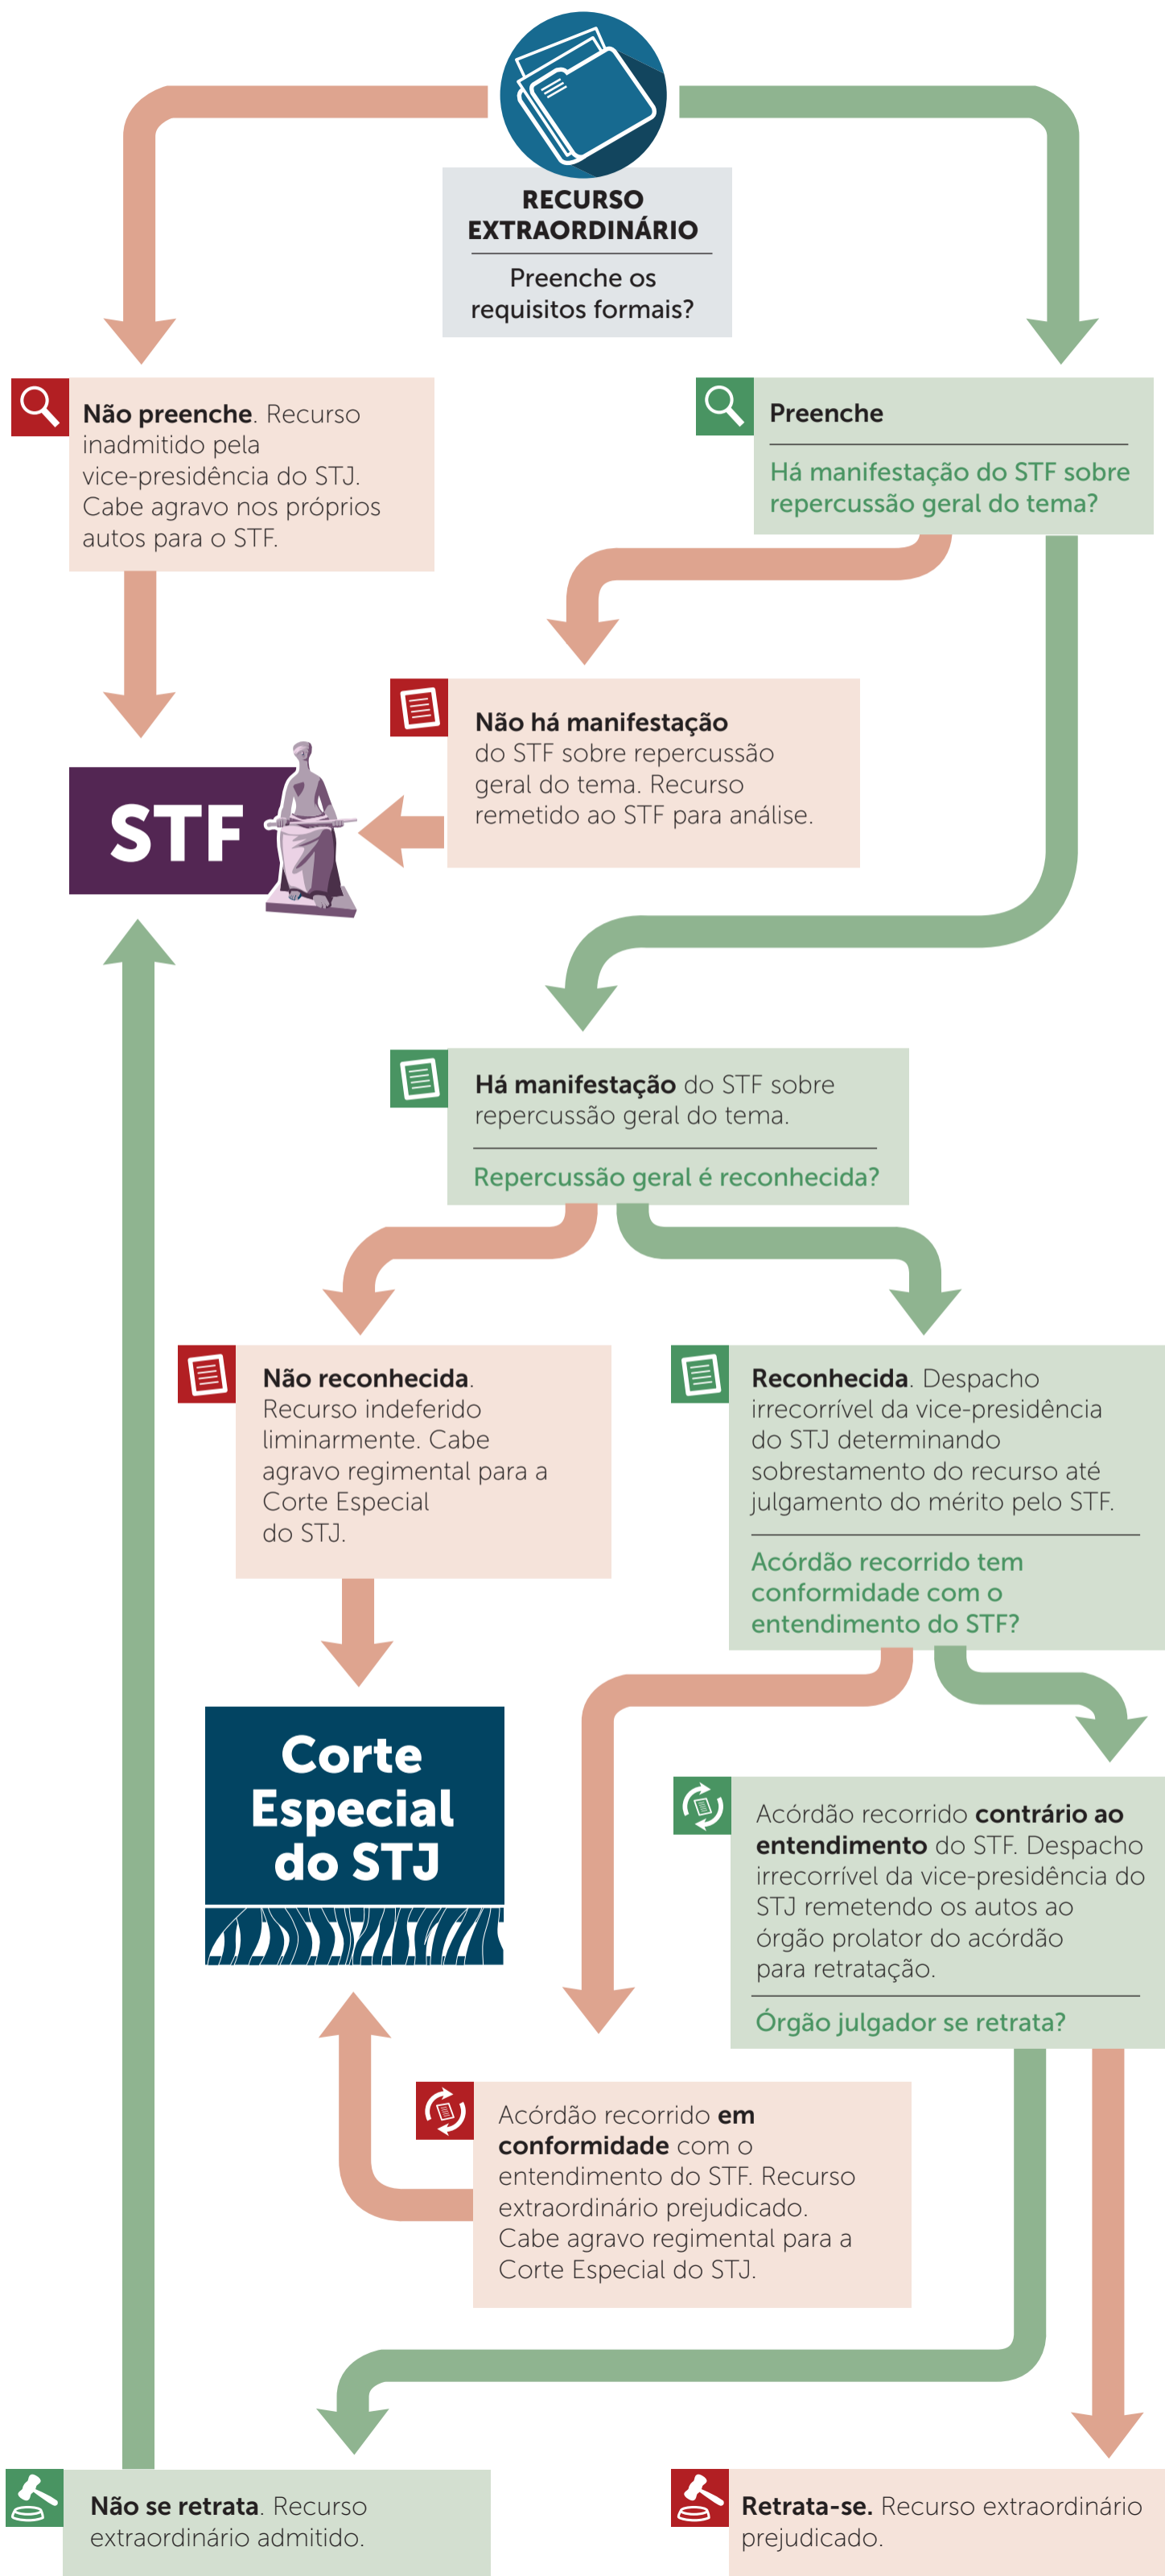 RECURSO
EXTRAORDINÁRIO
Preenche os
requisitos formais?
Não preenche. Recurso
inadmitido pela
vice-presidência do STJ.
Cabe agravo nos próprios
autos para o STF.
Preenche
Há manifestação do STF sobre
repercussão geral do tema?
Não há manifestação
do STF sobre repercussão
geral do tema. Recurso
remetido ao STF para análise.
STF
Há manifestação do STF sobre
repercussão geral do tema.
Repercussão geral é reconhecida?
Não reconhecida.
Recurso indeferido
liminarmente. Cabe
agravo regimental para a
Corte Especial
do STJ.
Reconhecida. Despacho
irrecorrível da vice-presidência
do STJ determinando
sobrestamento do recurso até
julgamento do mérito pelo STF.
Acórdão recorrido tem
conformidade com o
entendimento do STF?
Corte
Especial
do STJ
Acórdão recorrido contrário ao
entendimento do STF. Despacho
irrecorrível da vice-presidência do
STJ remetendo os autos ao
órgão prolator do acórdão
para retratação.
Órgão julgador se retrata?
Acórdão recorrido em
conformidade com o
entendimento do STF. Recurso
extraordinário prejudicado.
Cabe agravo regimental para a
Corte Especial do STJ.
Não se retrata. Recurso
extraordinário admitido.
Retrata-se. Recurso extraordinário
prejudicado.